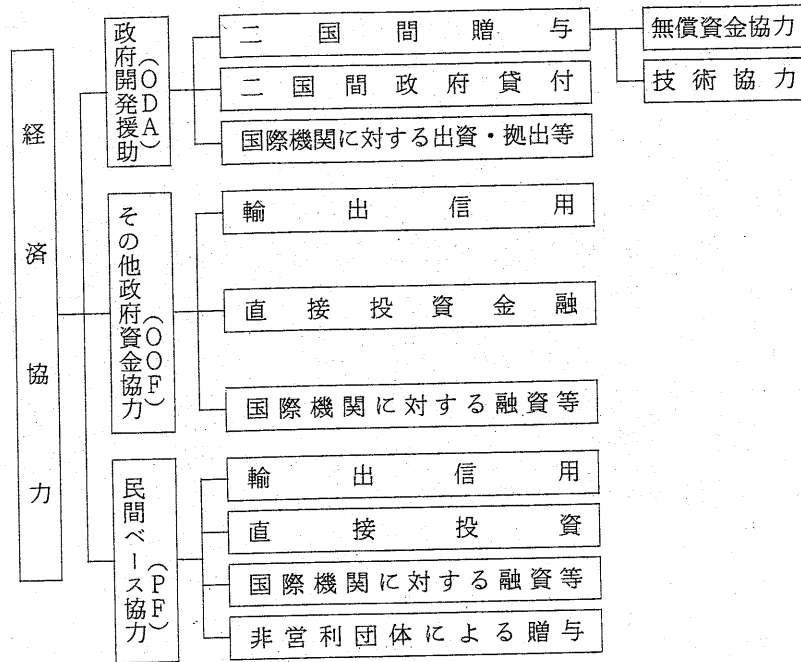 経済協力
政府開発援助
(ODA)
二国間贈与
無償資金協力
技術協力
二国間政府貸付
国際機関に対する出資・拠出等
その他政府資金協力
(OOF)
輸出信用
直接投資金融
国際機関に対する融資等
民間ベース協力
(PF)
輸出信用
直接投資
国際機関に対する融資等
非営利団体による贈与